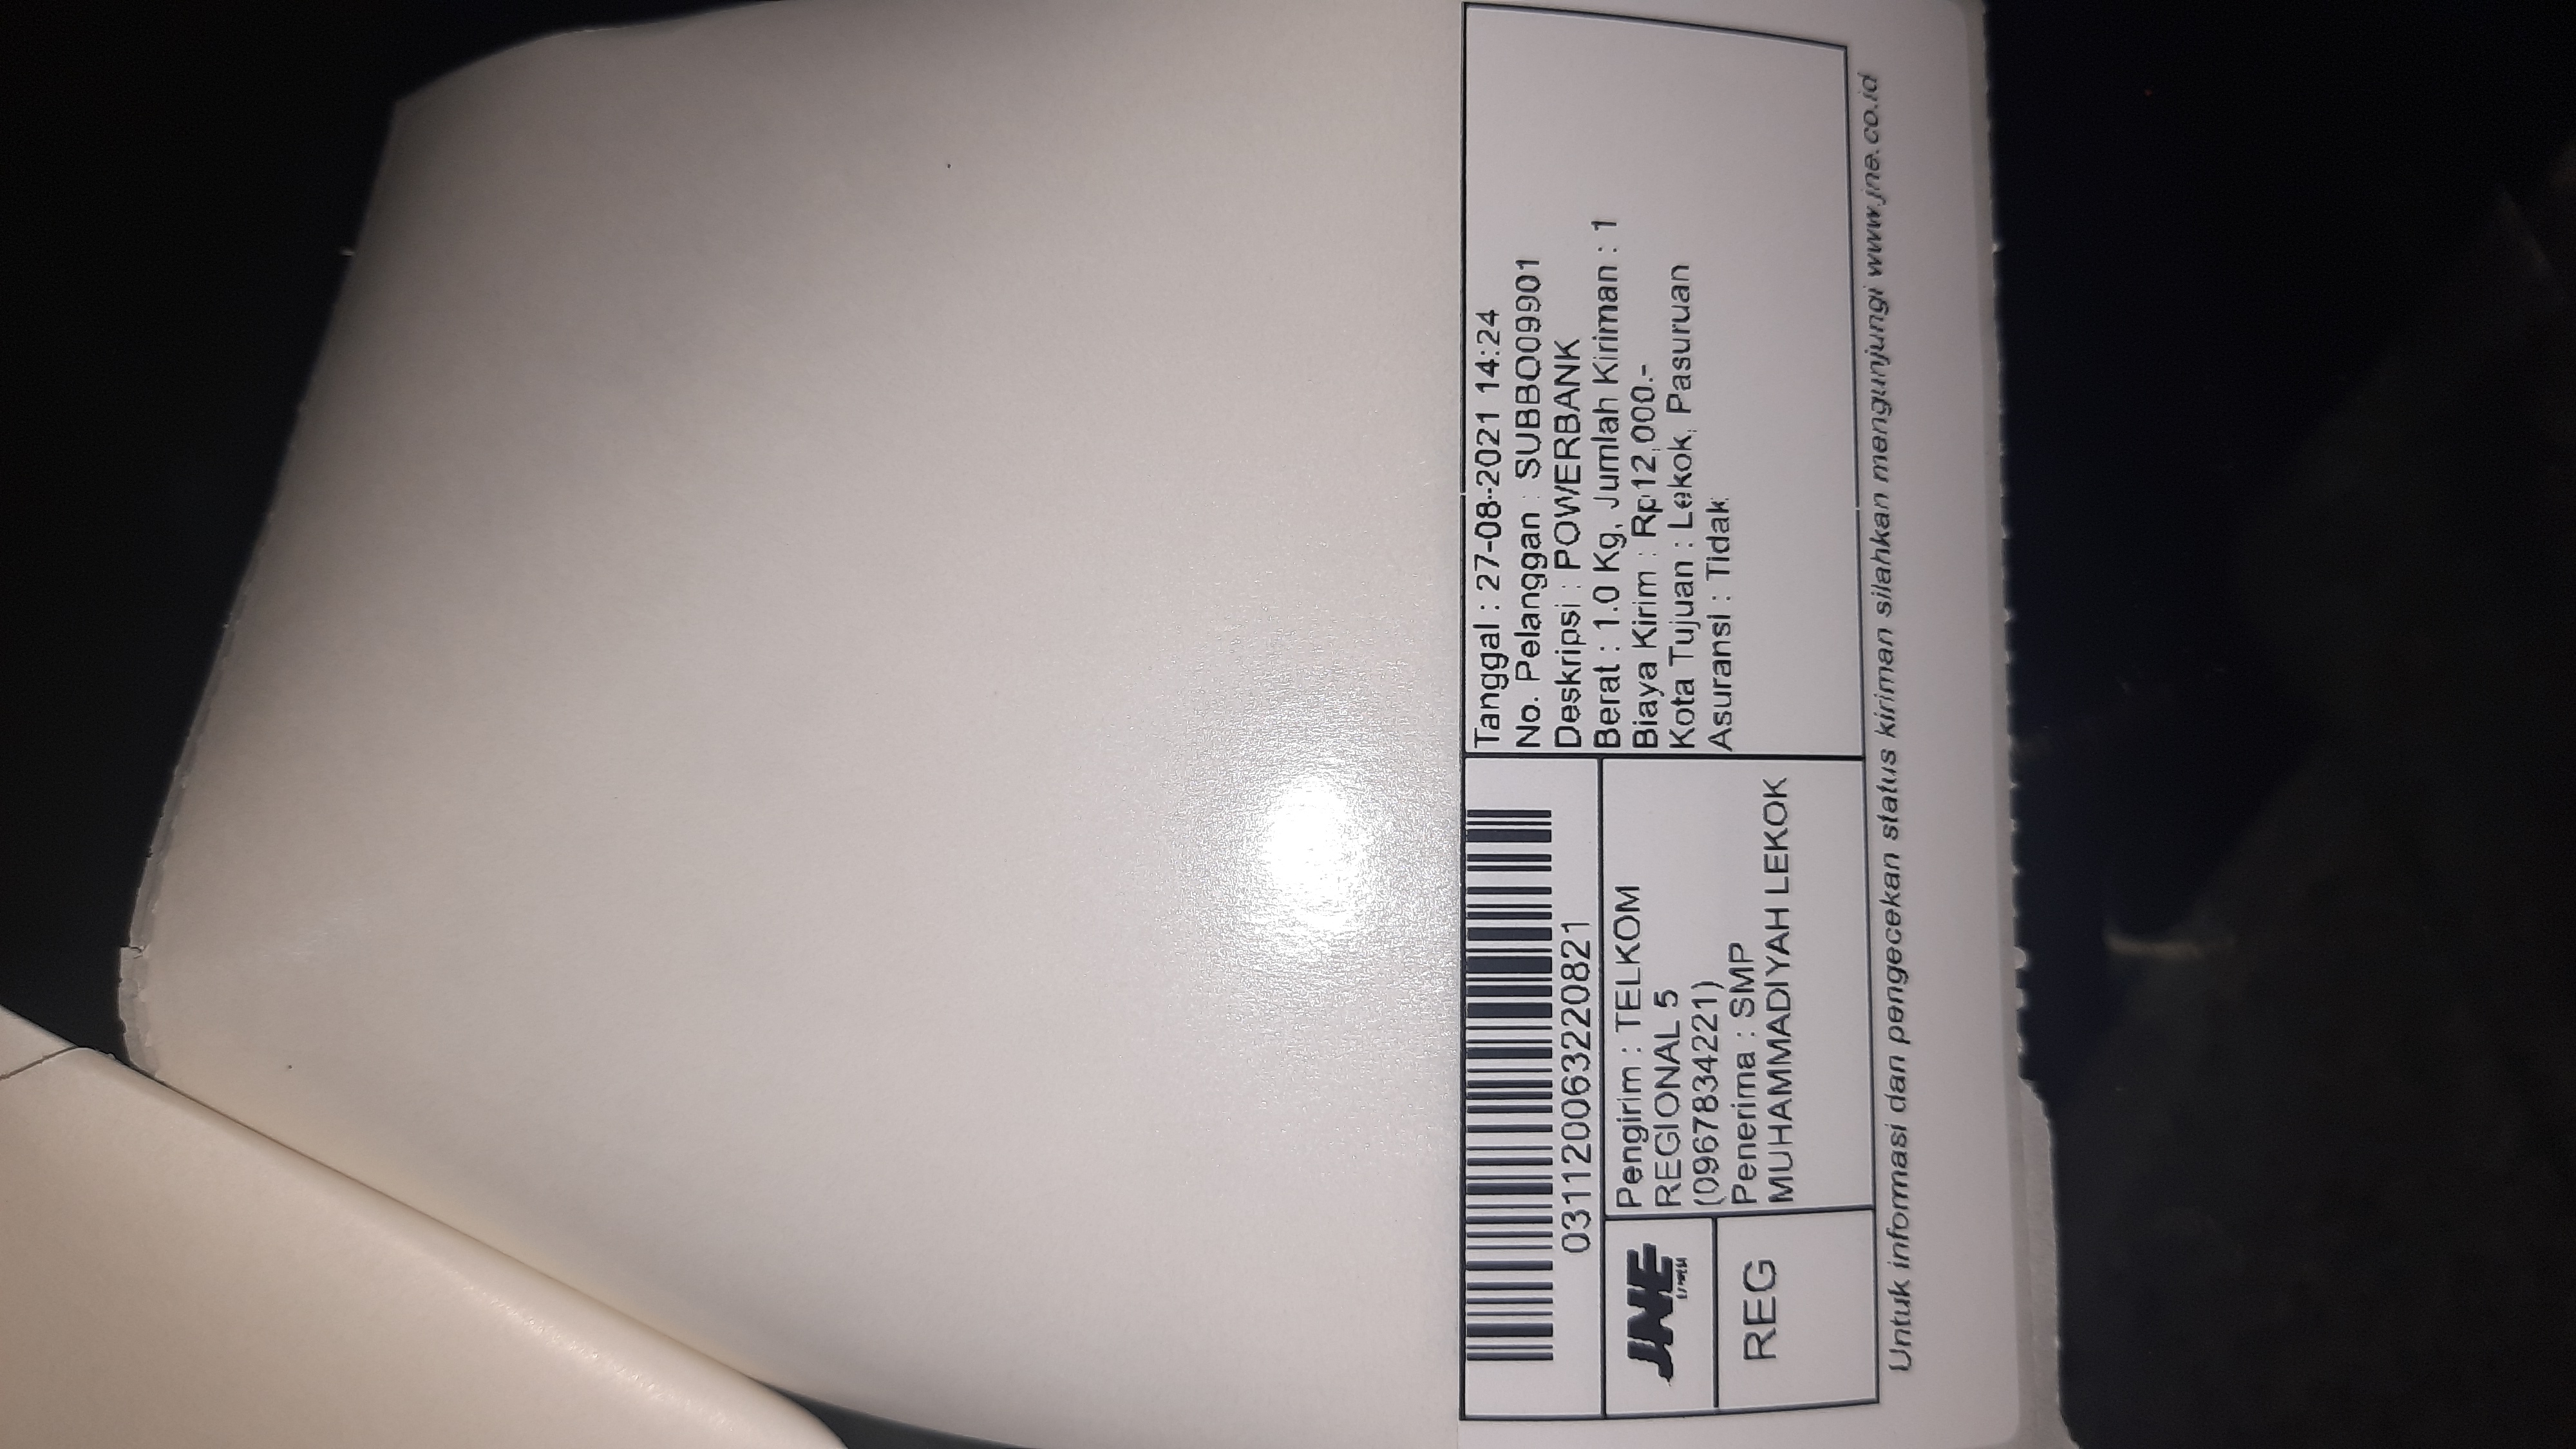 031120063220821
JNE
REG
Pengirim : TELKOM
REGIONAL 5
(0967834221)
Penerima : SMP
MUHAMMADIYAH LEKOK
Tanggal : 27-08-2021 14:24
No. Pelanggan : SUBBO09901
Deskripsi : POWERBANK
Berat : 1.0 Kg, Jumlah Kiriman : 1
Biaya Kirim : Rp12,000.-
Kota Tujuan : Lekok, Pasuruan
Asuransi : Tidak
Untuk informasi dan pengecekan status kiriman silahkan mengunjungi www.jne.co.id